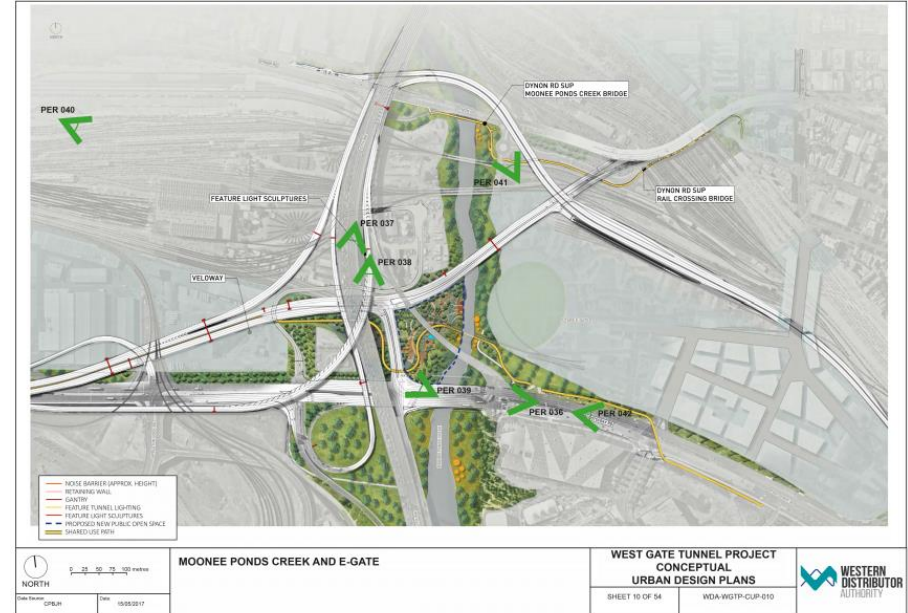 NORTH
PER 040
DYNON RD SUP
MOONEE PONDS CREEK BRIDGE
PER 041
DYNON RD SUP
RAIL CROSSING BRIDGE
FEATURE LIGHT SCULPTURES
PER 037
PER 038
VELOWAY
PER 039
PER 036
PER 042
NOISE BARRIER (APPROX. HEIGHT)
RETAINING WALL
GANTRY
FEATURE TUNNEL LIGHTING
FEATURE LIGHT SCULPTURES
PROPOSED NEW PUBLIC OPEN SPACE
SHARED USE PATH
NORTH
0 25 50 75 100 metres
Data Source
CPBJH
Date
15/05/2017
MOONEE PONDS CREEK AND E-GATE
WEST GATE TUNNEL PROJECT
CONCEPTUAL
URBAN DESIGN PLANS
SHEET 10 OF 54
WDA-WGTP-CUP-010
WESTERN
DISTRIBUTOR
AUTHORITY